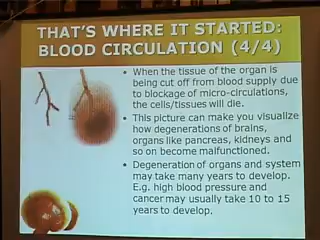 THAT'S WHERE IT STARTED:
BLOOD CIRCULATION (4/4)
• When the tissue of the organ is
being cut off from blood supply due
to blockage of micro-circulations,
the cells/tissues will die.
• This picture can make you visualize
how degenerations of brains,
organs like pancreas, kidneys and
so on become malfunctioned.
• Degeneration of organs and system
may take many years to develop.
E.g. high blood pressure and
cancer may usually take 10 to 15
years to develop.